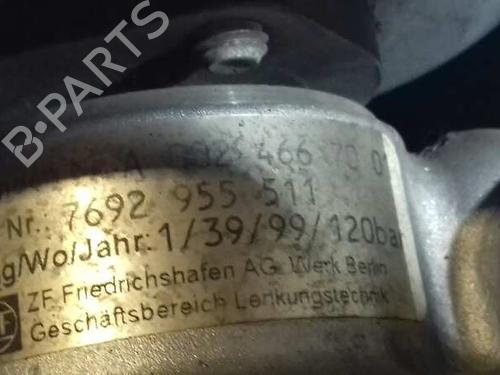 B-PARTS
A 002 466 70 0
Nr.: 7692 955 511
g/Wo/Jahr: 1/39/99/120bar
ZF Friedrichshafen AG Werk Berlin
Geschäftsbereich Lenkungstechnik